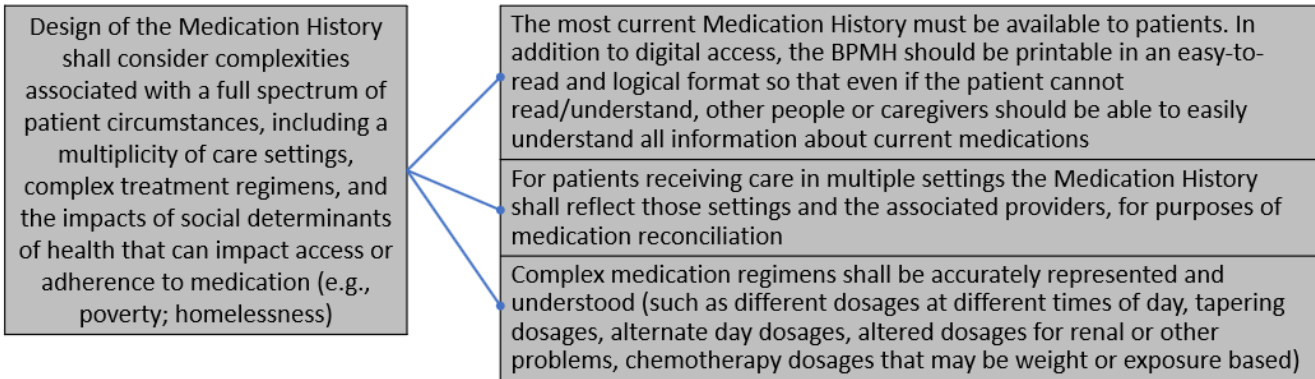 Design of the Medication History
shall consider complexities
associated with a full spectrum of
patient circumstances, including a
multiplicity of care settings,
complex treatment regimens, and
the impacts of social determinants
of health that can impact access or
adherence to medication (e.g.,
poverty; homelessness)
The most current Medication History must be available to patients. In
addition to digital access, the BPMH should be printable in an easy-to-
read and logical format so that even if the patient cannot
read/understand, other people or caregivers should be able to easily
understand all information about current medications
For patients receiving care in multiple settings the Medication History
shall reflect those settings and the associated providers, for purposes of
medication reconciliation
Complex medication regimens shall be accurately represented and
understood (such as different dosages at different times of day, tapering
dosages, alternate day dosages, altered dosages for renal or other
problems, chemotherapy dosages that may be weight or exposure based)